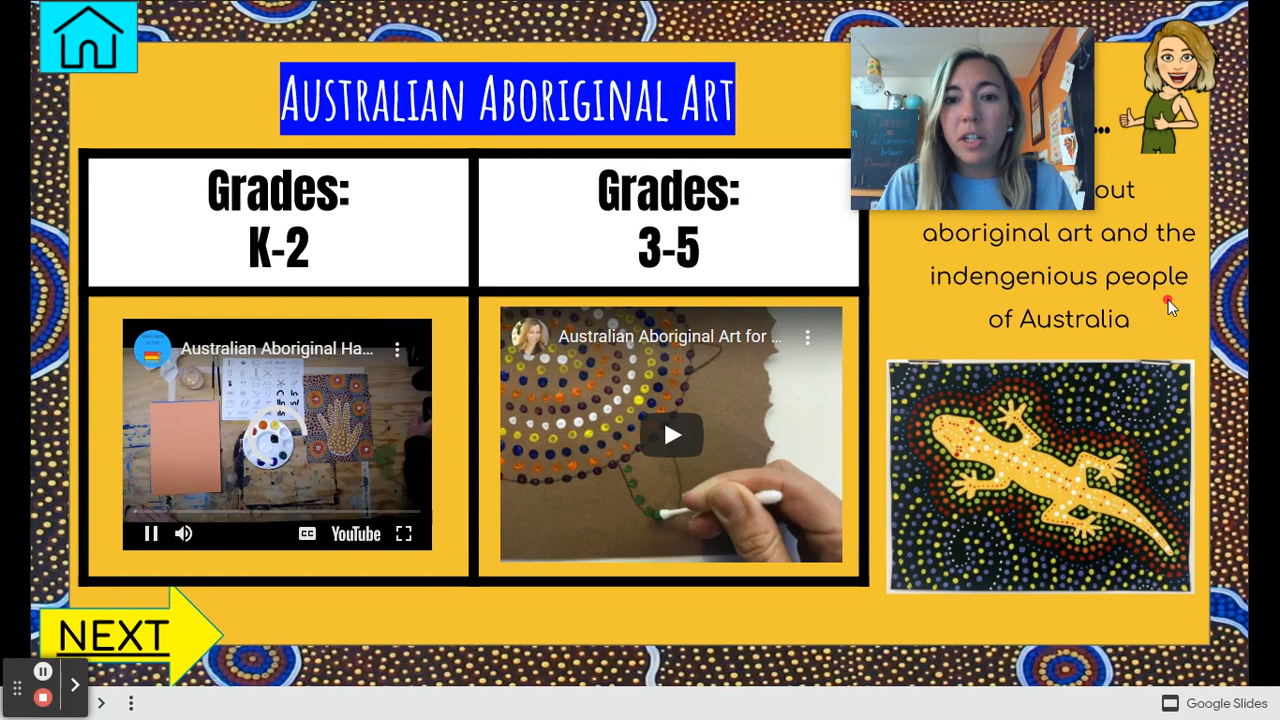 AUSTRALIAN ABORIGINAL ART
Grades:
K-2
Grades:
3-5
out
aboriginal art and the
indengenious people
of Australia
Australian Aboriginal Ha...
CC
YouTube
Australian Aboriginal Art for ...
NEXT
Google Slides